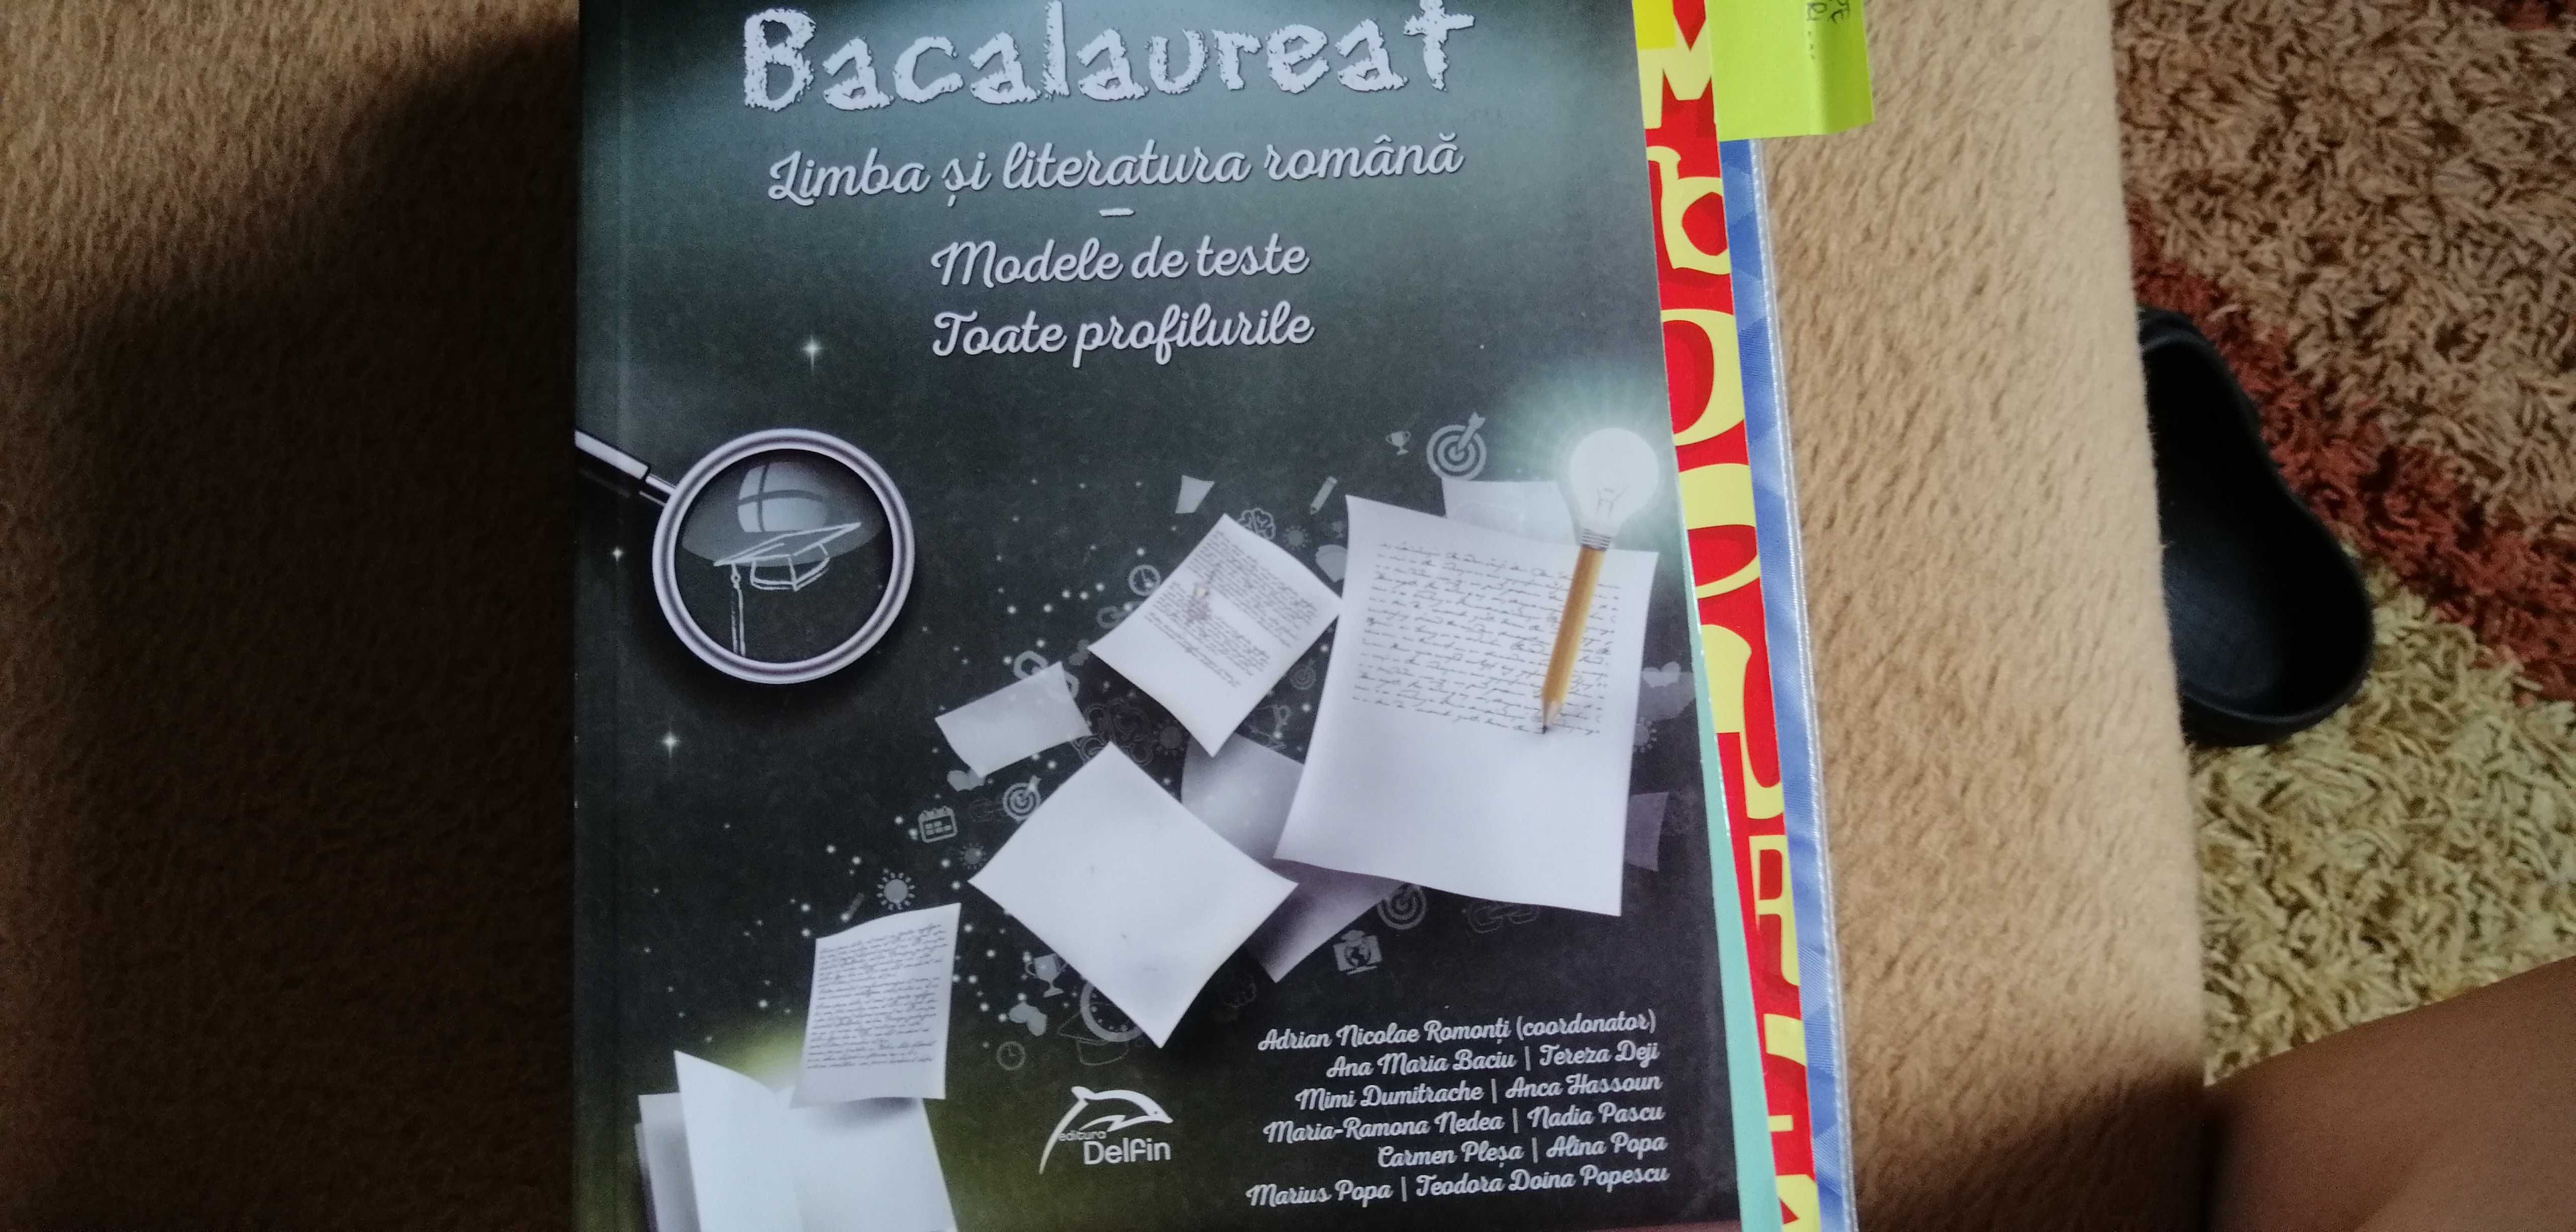 Bacalaureat
Limba și literatura română
–
Modele de teste
Toate profilurile
Adrian Nicolae Romonți (coordonator)
Ana Maria Baciu | Tereza Deji
Mimi Dumitrache | Anca Hassoun
Maria-Ramona Nedea | Nadia Pascu
Carmen Pleșa | Alina Popa
Marius Popa | Teodora Doina Popescu
editura
Delfin